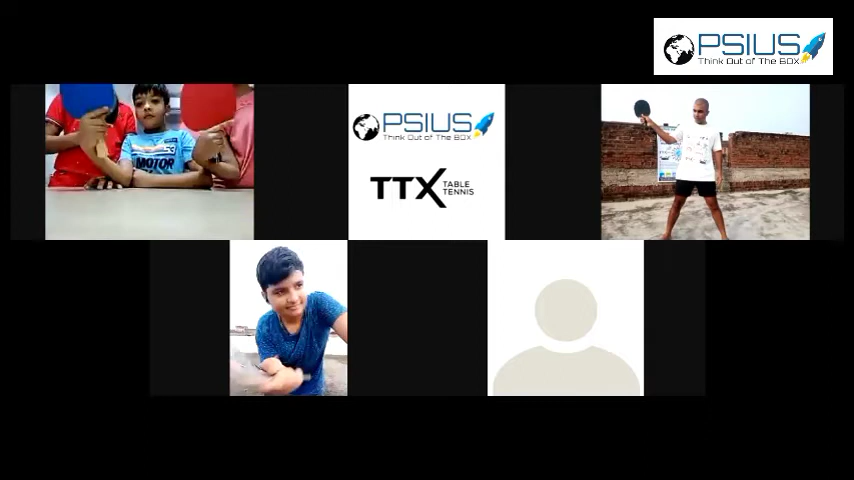 PSIUS
Think Out of The BOX
MOTOR
PSIUS
Think Out of The BOX
TTX TABLE
TENNIS